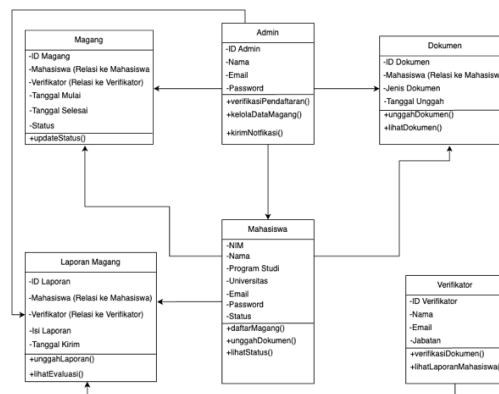 Magang
-ID Magang
-Mahasiswa (Relasi ke Mahasiswa
-Verifikator (Relasi ke Verifikator)
-Tanggal Mulai
-Tanggal Selesai
-Status
+updateStatus()
Admin
-ID Admin
-Nama
-Email
-Password
+verifikasiPendaftaran()
+kelolaDataMagang()
+kirimNotfikasi()
Dokumen
-ID Dokumen
-Mahasiswa (Relasi ke Mahasisw
-Jenis Dokumen
-Tanggal Unggah
+unggahDokumen()
+lihatDokumen()
Laporan Magang
-ID Laporan
-Mahasiswa (Relasi ke Mahasiswa)
-Verifikator (Relasi ke Verifikator)
-Isi Laporan
-Tanggal Kirim
+unggahLaporan()
+lihatEvaluasi()
Mahasiswa
-NIM
-Nama
-Program Studi
-Universitas
-Email
-Password
-Status
+daftarMagang()
+unggahDokumen()
+lihatStatus()
Verifikator
-ID Verifikator
-Nama
-Email
-Jabatan
+verifikasiDokumen()
+lihatLaporanMahasiswa(